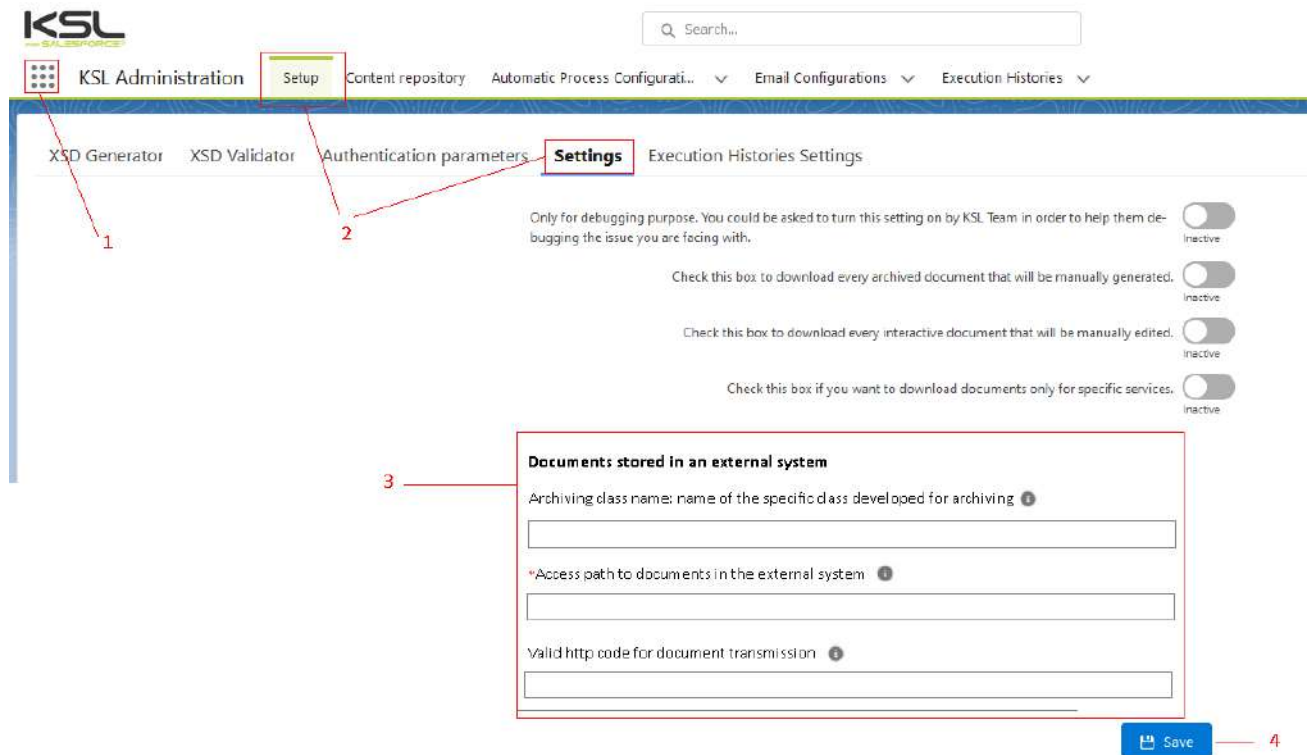 KSL
FOR SALESFORCE
Search...
KSL Administration
Setup
Content repository
Automatic Process Configurati...
Email Configurations
Execution Histories
XSD Generator
XSD Validator
Authentication parameters
Settings
Execution Histories Settings
1
2
Only for debugging purpose. You could be asked to turn this setting on by KSL Team in order to help them de-
bugging the issue you are facing with.
Inactive
Check this box to download every archived document that will be manually generated.
Inactive
Check this box to download every interactive document that will be manually edited.
Inactive
Check this box if you want to download documents only for specific services.
Inactive
3
Documents stored in an external system
Archiving class name: name of the specific class developed for archiving
*Access path to documents in the external system
Valid http code for document transmission
Save
4